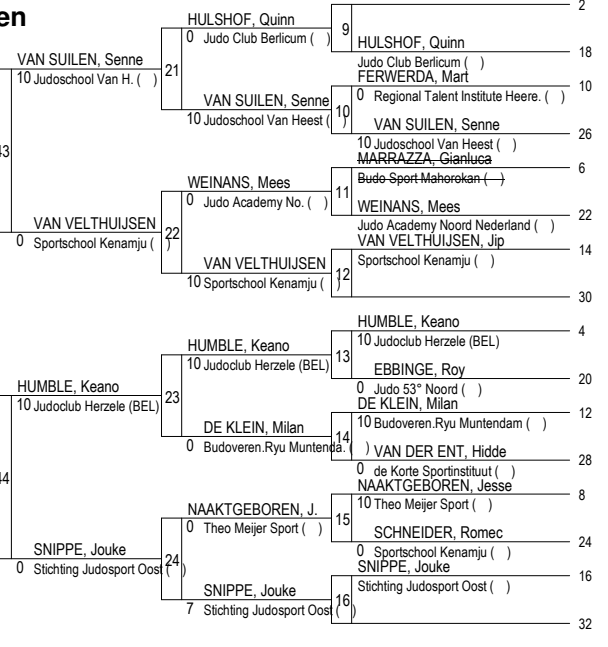 en
2
HULSHOF, Quinn
0 Judo Club Berlicum ( )
9
HULSHOF, Quinn
18
Judo Club Berlicum ( )
VAN SUILEN, Senne
10 Judoschool Van H. ( )
21
FERWERDA, Mart
10
0 Regional Talent Institute Heere. ( )
VAN SUILEN, Senne
10 Judoschool Van Heest ( )
10
VAN SUILEN, Senne
26
10 Judoschool Van Heest ( )
43
MARRAZZA, Gianluca
6
Budo Sport Mahorokan ( )
WEINANS, Mees
0 Judo Academy No. ( )
11
WEINANS, Mees
22
Judo Academy Noord Nederland ( )
VAN VELTHUIJSEN
0 Sportschool Kenamju ( )
22
VAN VELTHUIJSEN, Jip
14
Sportschool Kenamju ( )
VAN VELTHUIJSEN
10 Sportschool Kenamju ( )
12
30
HUMBLE, Keano
4
10 Judoclub Herzele (BEL)
HUMBLE, Keano
10 Judoclub Herzele (BEL)
13
EBBINGE, Roy
20
0 Judo 53° Noord ( )
HUMBLE, Keano
10 Judoclub Herzele (BEL)
23
DE KLEIN, Milan
12
10 Budoveren.Ryu Muntendam ( )
DE KLEIN, Milan
0 Budoveren.Ryu Muntenda. ( )
14
VAN DER ENT, Hidde
28
0 de Korte Sportinstituut ( )
44
NAAKTGEBOREN, Jesse
8
10 Theo Meijer Sport ( )
NAAKTGEBOREN, J.
0 Theo Meijer Sport ( )
15
SCHNEIDER, Romec
24
0 Sportschool Kenamju ( )
SNIPPE, Jouke
0 Stichting Judosport Oost ( )
24
SNIPPE, Jouke
16
Stichting Judosport Oost ( )
SNIPPE, Jouke
7 Stichting Judosport Oost ( )
16
32